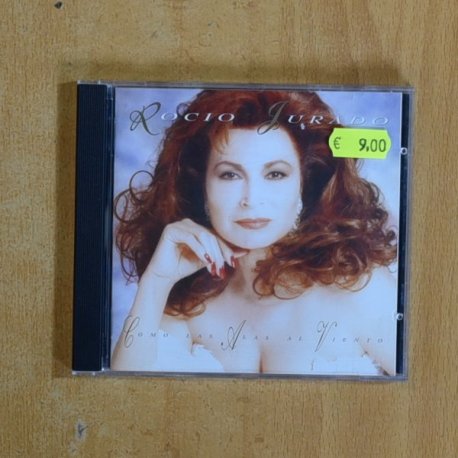 ROCIO JURADO
€ 9,00
COMO LAS ALAS AL VIENTO